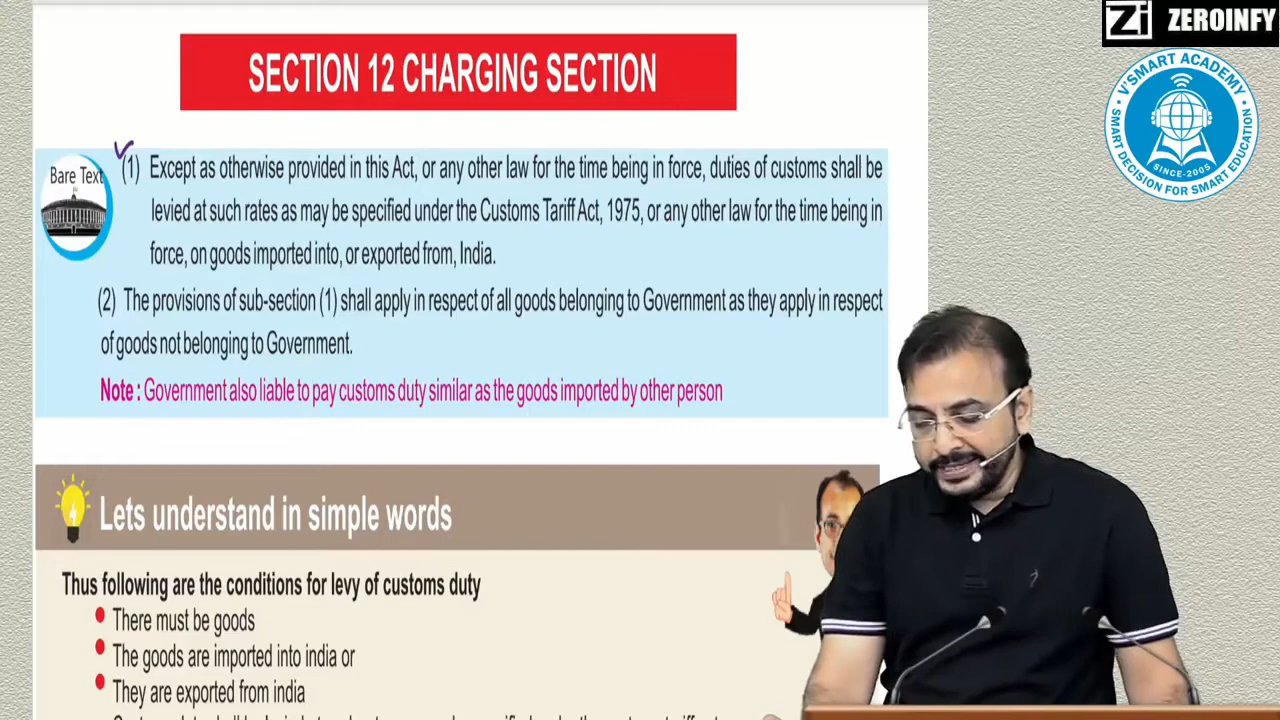 ZEROINFY
SECTION 12 CHARGING SECTION
V'SMART ACADEMY
SINCE-2005
SMART DECISION FOR SMART EDUCATION
Bare Text
(1) Except as otherwise provided in this Act, or any other law for the time being in force, duties of customs shall be
levied at such rates as may be specified under the Customs Tariff Act, 1975, or any other law for the time being in
force, on goods imported into, or exported from, India.
(2) The provisions of sub-section (1) shall apply in respect of all goods belonging to Government as they apply in respect
of goods not belonging to Government.
Note : Government also liable to pay customs duty similar as the goods imported by other person
Lets understand in simple words
Thus following are the conditions for levy of customs duty
There must be goods
The goods are imported into india or
They are exported from india